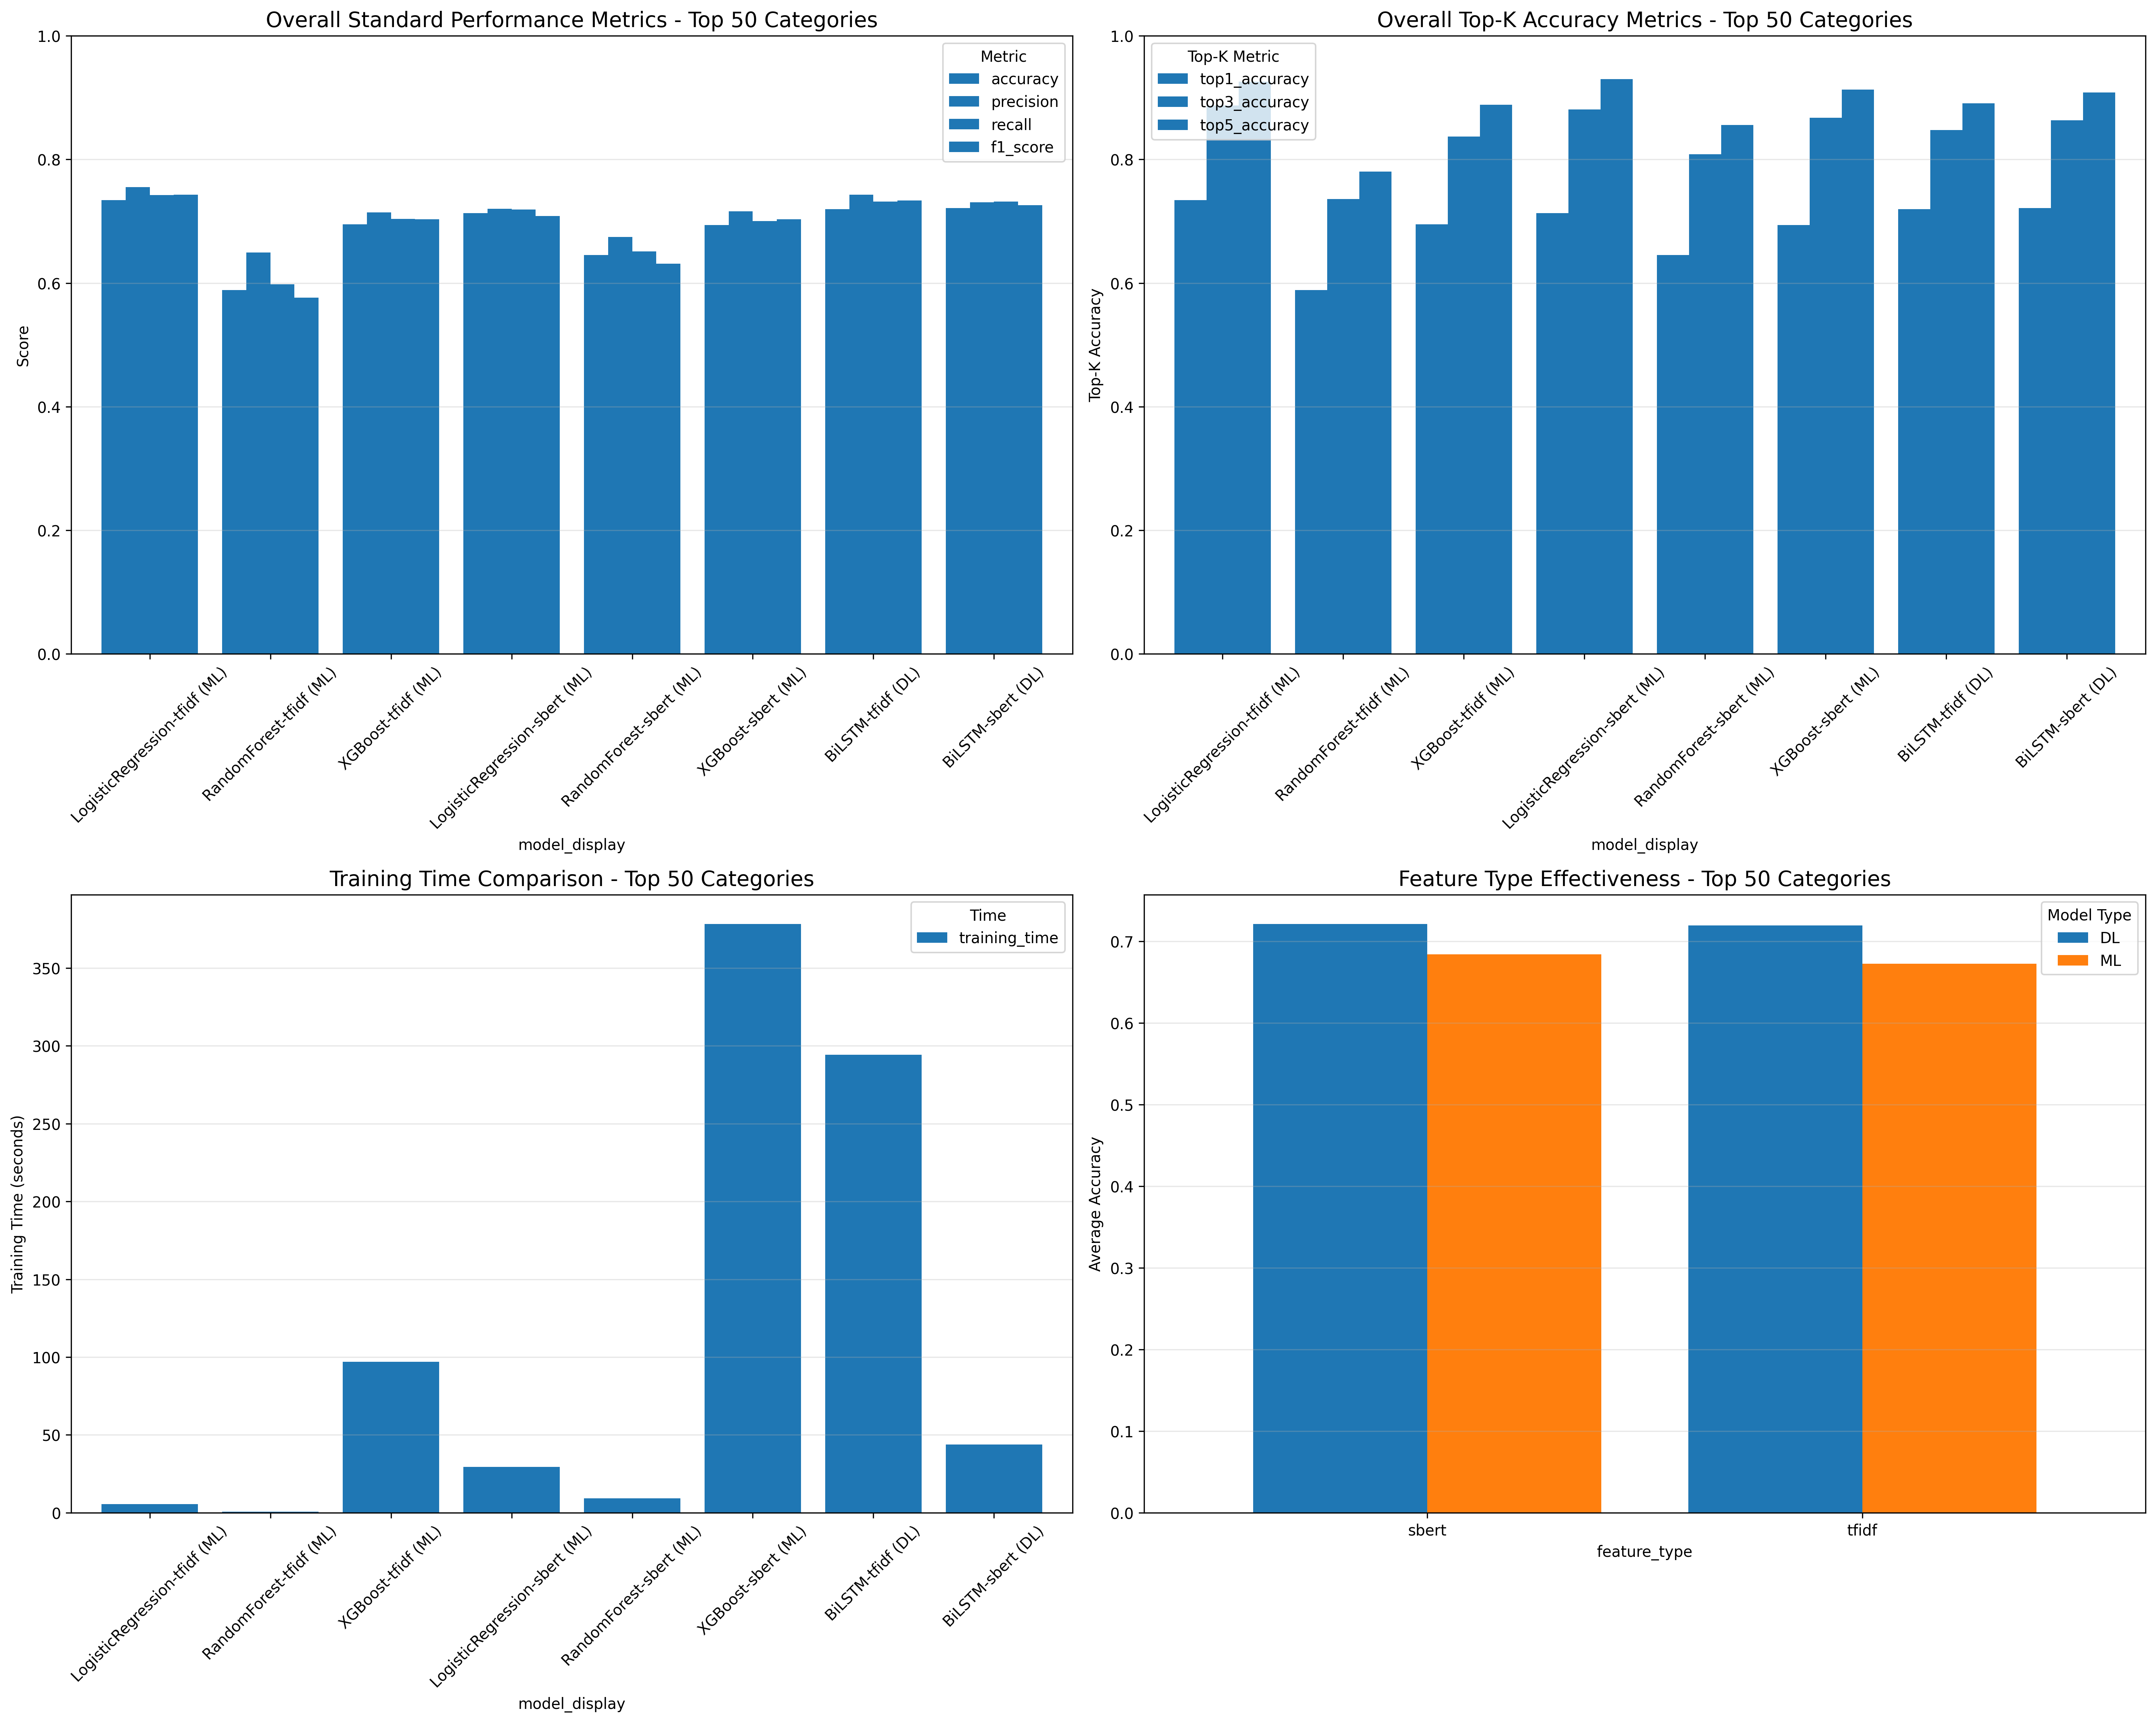 Overall Standard Performance Metrics - Top 50 Categories
Score
1.0
0.8
0.6
0.4
0.2
0.0
Metric
accuracy
precision
recall
f1_score
LogisticRegression-tfidf (ML)
RandomForest-tfidf (ML)
XGBoost-tfidf (ML)
LogisticRegression-sbert (ML)
RandomForest-sbert (ML)
XGBoost-sbert (ML)
BiLSTM-tfidf (DL)
BiLSTM-sbert (DL)
model_display
Overall Top-K Accuracy Metrics - Top 50 Categories
Top-K Accuracy
1.0
0.8
0.6
0.4
0.2
0.0
Top-K Metric
top1_accuracy
top3_accuracy
top5_accuracy
LogisticRegression-tfidf (ML)
RandomForest-tfidf (ML)
XGBoost-tfidf (ML)
LogisticRegression-sbert (ML)
RandomForest-sbert (ML)
XGBoost-sbert (ML)
BiLSTM-tfidf (DL)
BiLSTM-sbert (DL)
model_display
Training Time Comparison - Top 50 Categories
Training Time (seconds)
350
300
250
200
150
100
50
0
Time
training_time
LogisticRegression-tfidf (ML)
RandomForest-tfidf (ML)
XGBoost-tfidf (ML)
LogisticRegression-sbert (ML)
RandomForest-sbert (ML)
XGBoost-sbert (ML)
BiLSTM-tfidf (DL)
BiLSTM-sbert (DL)
model_display
Feature Type Effectiveness - Top 50 Categories
Average Accuracy
0.7
0.6
0.5
0.4
0.3
0.2
0.1
0.0
Model Type
DL
ML
sbert
tfidf
feature_type